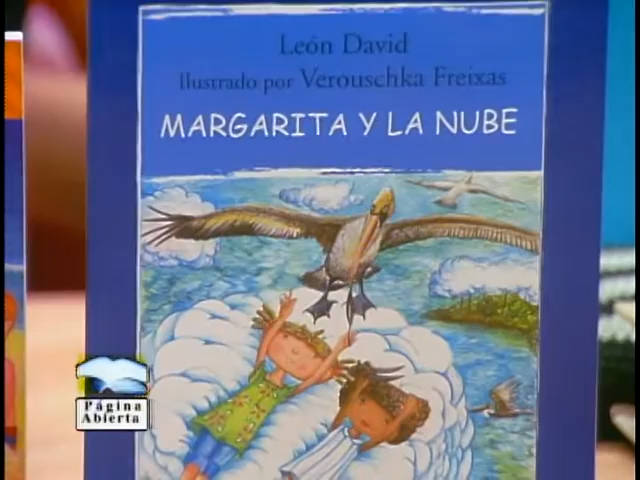 León David
Ilustrado por Verouschka Freixas
MARGARITA Y LA NUBE
Página
Abierta